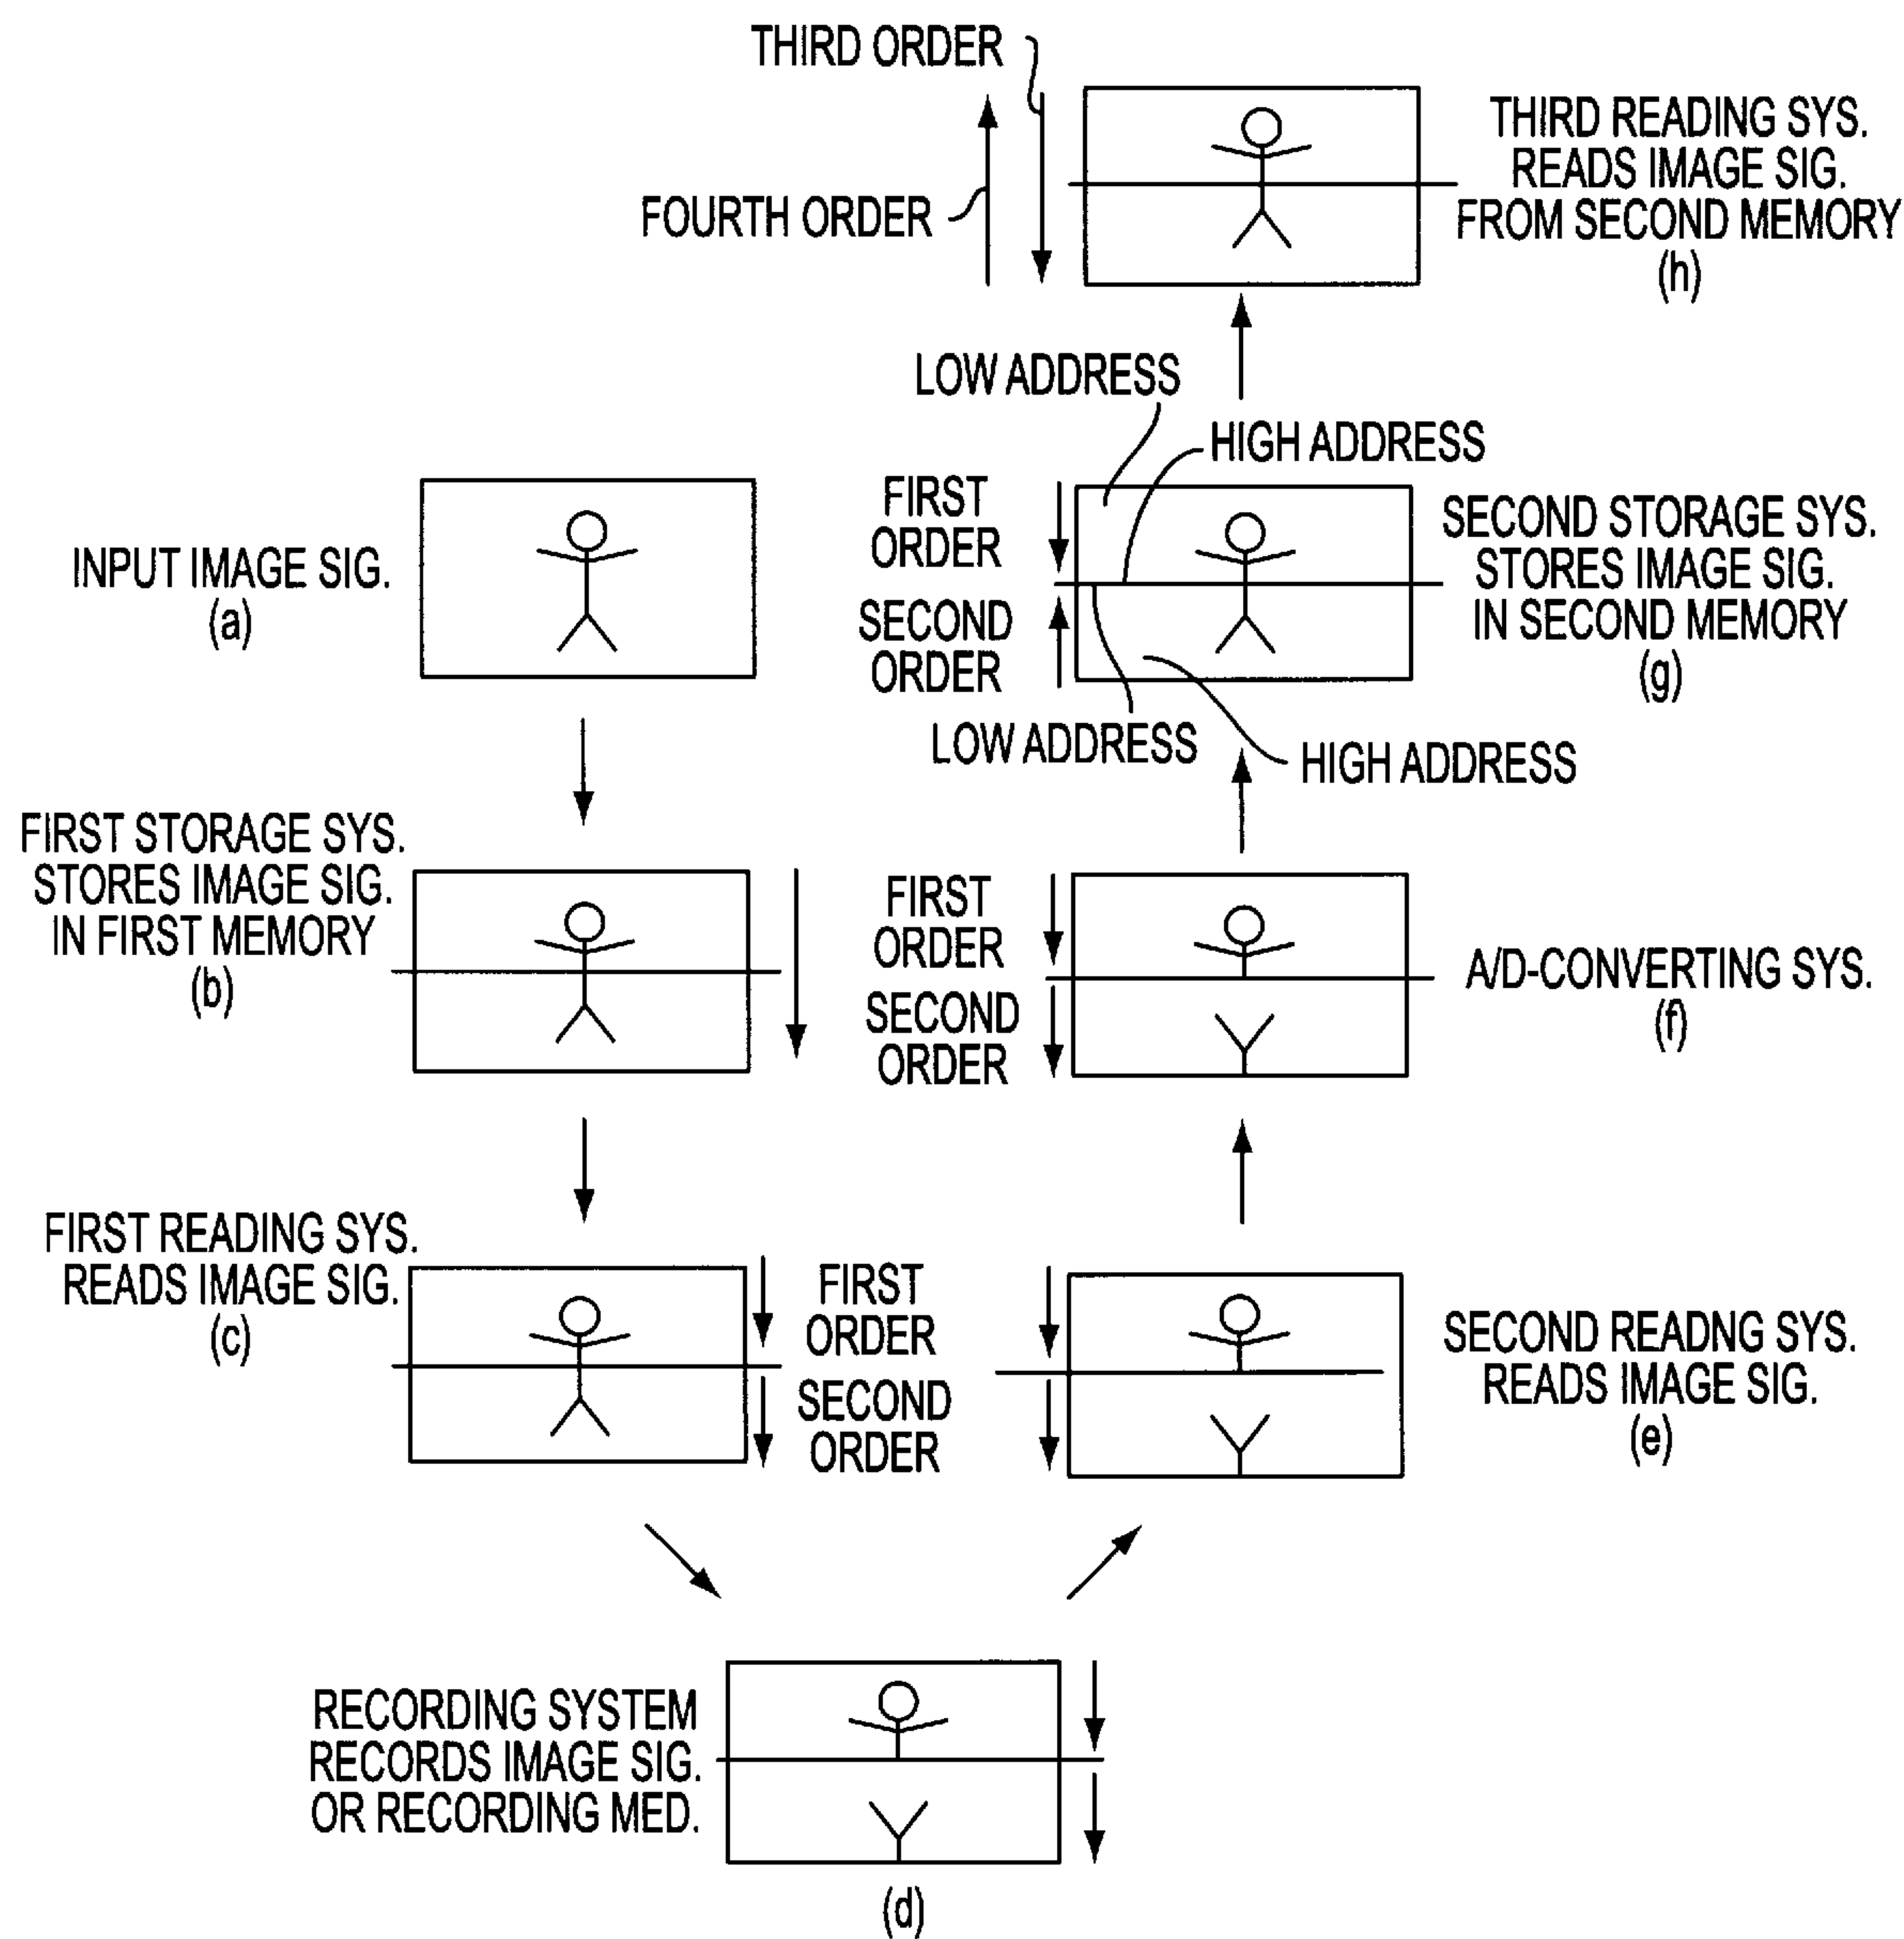 THIRD ORDER
FOURTH ORDER
THIRD READING SYS.
READS IMAGE SIG.
FROM SECOND MEMORY
(h)
LOW ADDRESS
HIGH ADDRESS
FIRST
ORDER
SECOND
ORDER
LOW ADDRESS
HIGH ADDRESS
SECOND STORAGE SYS.
STORES IMAGE SIG.
IN SECOND MEMORY
(g)
INPUT IMAGE SIG.
(a)
FIRST STORAGE SYS.
STORES IMAGE SIG.
IN FIRST MEMORY
(b)
FIRST
ORDER
SECOND
ORDER
A/D-CONVERTING SYS.
(f)
FIRST READING SYS.
READS IMAGE SIG.
(c)
FIRST
ORDER
SECOND
ORDER
SECOND READNG SYS.
READS IMAGE SIG.
(e)
RECORDING SYSTEM
RECORDS IMAGE SIG.
OR RECORDING MED.
(d)